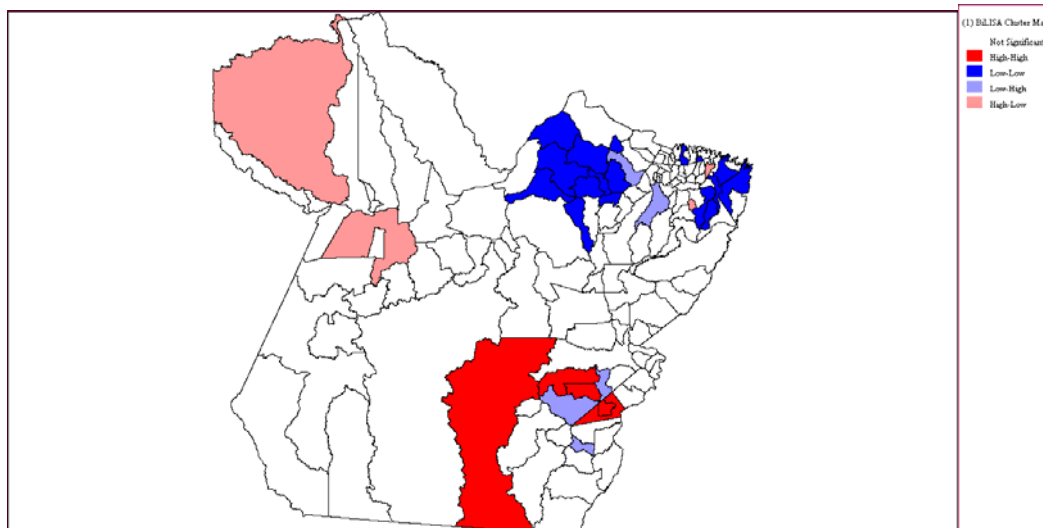 (1) BiLISA Cluster Ma
Not Significant
High-High
Low-Low
Low-High
High-Low